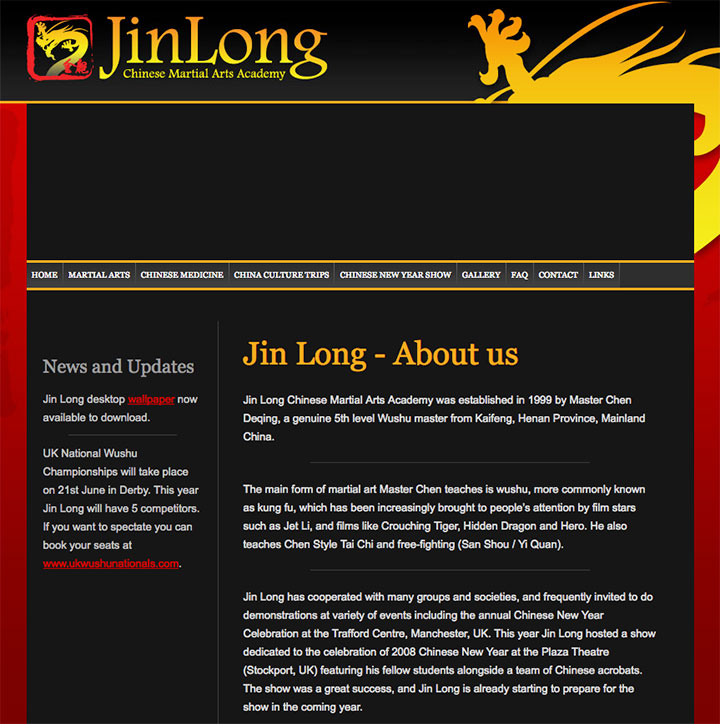 JinLong
Chinese Martial Arts Academy
HOME MARTIAL ARTS CHINESE MEDICINE CHINA CULTURE TRIPS CHINESE NEW YEAR SHOW GALLERY FAQ CONTACT LINKS
News and Updates
Jin Long desktop wallpaper now
available to download.
UK National Wushu
Championships will take place
on 21st June in Derby. This year
Jin Long will have 5 competitors.
If you want to spectate you can
book your seats at
www.ukwushunationals.com.
Jin Long - About us
Jin Long Chinese Martial Arts Academy was established in 1999 by Master Chen
Deqing, a genuine 5th level Wushu master from Kaifeng, Henan Province, Mainland
China.
The main form of martial art Master Chen teaches is wushu, more commonly known
as kung fu, which has been increasingly brought to people's attention by film stars
such as Jet Li, and films like Crouching Tiger, Hidden Dragon and Hero. He also
teaches Chen Style Tai Chi and free-fighting (San Shou / Yi Quan).
Jin Long has cooperated with many groups and societies, and frequently invited to do
demonstrations at variety of events including the annual Chinese New Year
Celebration at the Trafford Centre, Manchester, UK. This year Jin Long hosted a show
dedicated to the celebration of 2008 Chinese New Year at the Plaza Theatre
(Stockport, UK) featuring his fellow students alongside a team of Chinese acrobats.
The show was a great success, and Jin Long is already starting to prepare for the
show in the coming year.